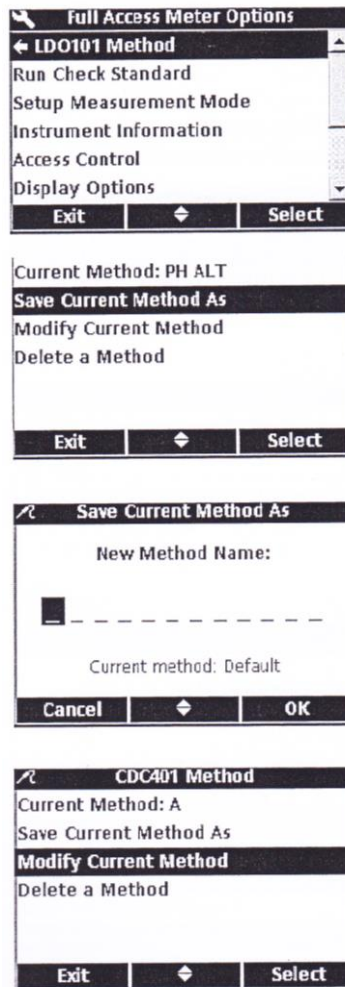 Full Access Meter Options
← LDO101 Method
Run Check Standard
Setup Measurement Mode
Instrument Information
Access Control
Display Options
Exit Select
Current Method: PH ALT
Save Current Method As
Modify Current Method
Delete a Method
Exit Select
Save Current Method As
New Method Name:
_ _ _ _ _ _ _ _ _ _ _ _
Current method: Default
Cancel OK
CDC401 Method
Current Method: A
Save Current Method As
Modify Current Method
Delete a Method
Exit Select